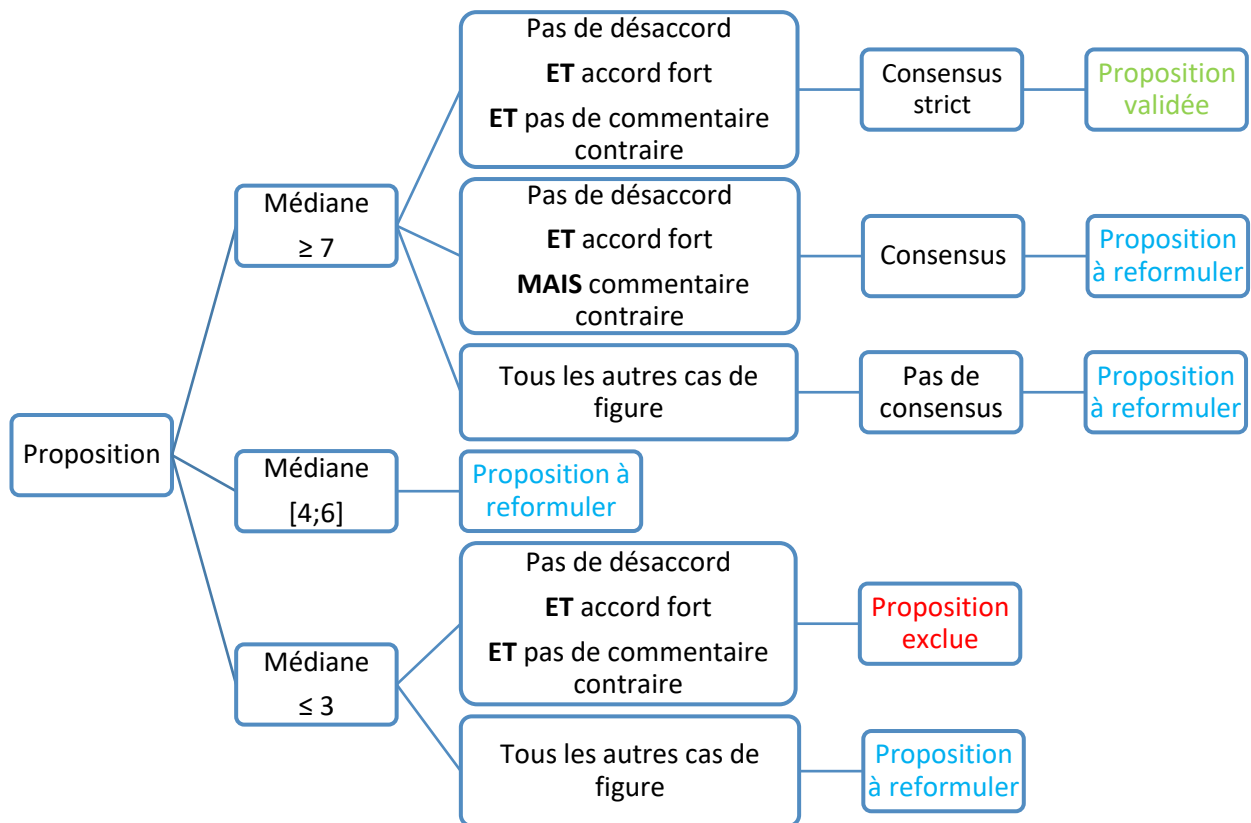 Proposition
Médiane
≥ 7
Pas de désaccord
ET accord fort
ET pas de commentaire
contraire
Consensus
strict
Proposition
validée
Pas de désaccord
ET accord fort
MAIS commentaire
contraire
Consensus
Proposition
à reformuler
Tous les autres cas de
figure
Pas de
consensus
Proposition
à reformuler
Médiane
[4;6]
Proposition à
reformuler
Médiane
≤ 3
Pas de désaccord
ET accord fort
ET pas de commentaire
contraire
Proposition
exclue
Tous les autres cas de
figure
Proposition
à reformuler